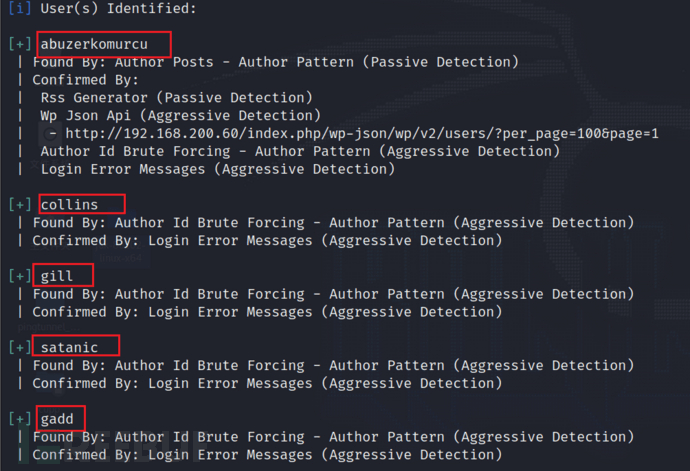 [i] User(s) Identified:
[+] abuzerkomurcu
| Found By: Author Posts - Author Pattern (Passive Detection)
| Confirmed By:
|  Rss Generator (Passive Detection)
|  Wp Json Api (Aggressive Detection)
|   - http://192.168.200.60/index.php/wp-json/wp/v2/users/?per_page=100&page=1
|  Author Id Brute Forcing - Author Pattern (Aggressive Detection)
|  Login Error Messages (Aggressive Detection)
[+] collins
| Found By: Author Id Brute Forcing - Author Pattern (Aggressive Detection)
| Confirmed By: Login Error Messages (Aggressive Detection)
[+] gill
| Found By: Author Id Brute Forcing - Author Pattern (Aggressive Detection)
| Confirmed By: Login Error Messages (Aggressive Detection)
[+] satanic
| Found By: Author Id Brute Forcing - Author Pattern (Aggressive Detection)
| Confirmed By: Login Error Messages (Aggressive Detection)
[+] gadd
| Found By: Author Id Brute Forcing - Author Pattern (Aggressive Detection)
| Confirmed By: Login Error Messages (Aggressive Detection)